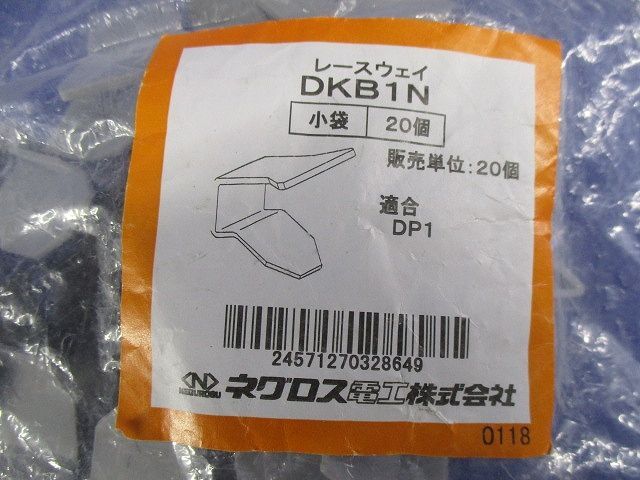 レースウェイ
DKB1N
小袋 20個
販売単位:20個
適合
DP1
24571270328649
NEGUROSU ネグロス電工株式会社
0118